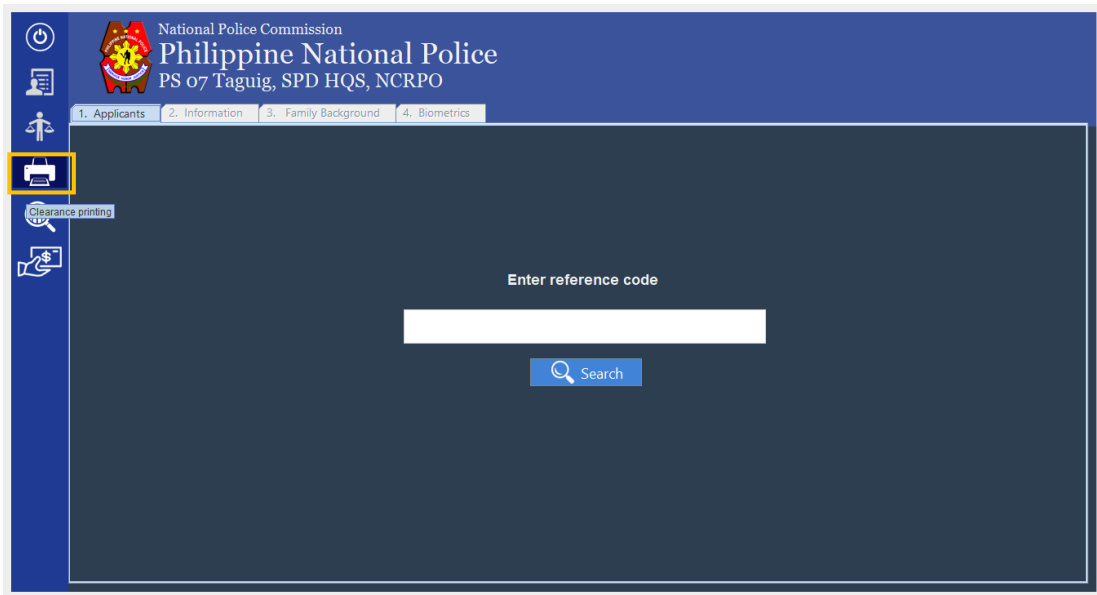 National Police Commission
Philippine National Police
PS 07 Taguig, SPD HQS, NCRPO
1. Applicants
2. Information
3. Family Background
4. Biometrics
Clearance printing
Enter reference code
Search